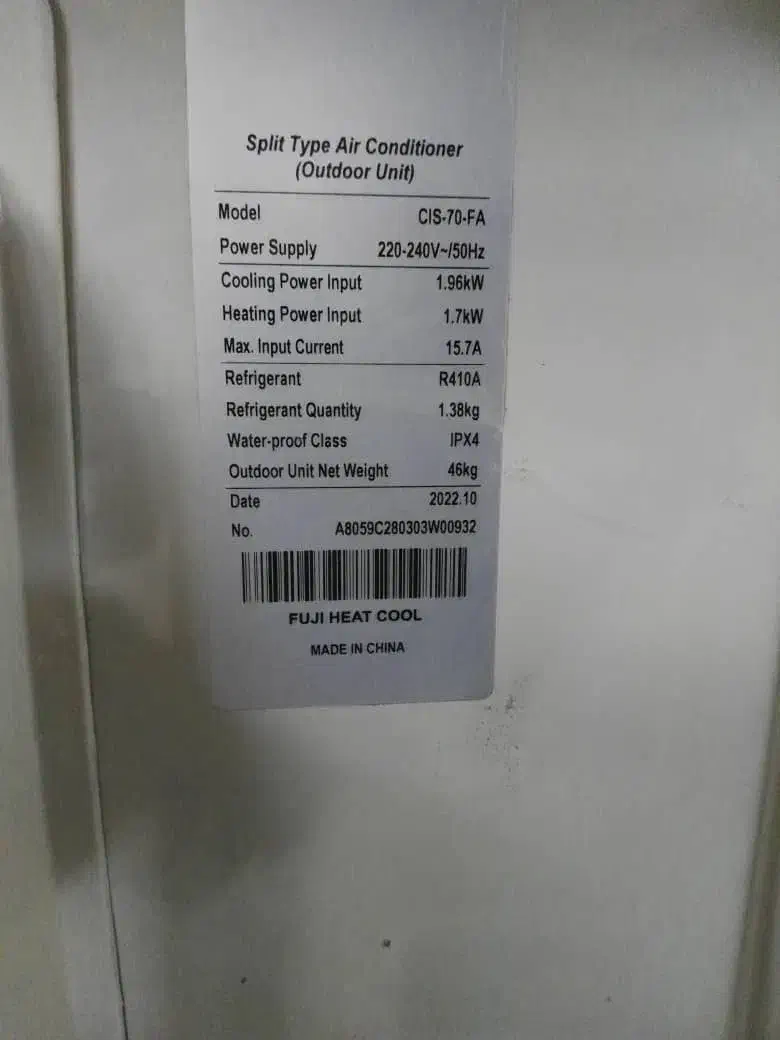 Split Type Air Conditioner
(Outdoor Unit)
Model CIS-70-FA
Power Supply 220-240V~/50Hz
Cooling Power Input 1.96kW
Heating Power Input 1.7kW
Max. Input Current 15.7A
Refrigerant R410A
Refrigerant Quantity 1.38kg
Water-proof Class IPX4
Outdoor Unit Net Weight 46kg
Date 2022.10
No. A8059C280303W00932
FUJI HEAT COOL
MADE IN CHINA